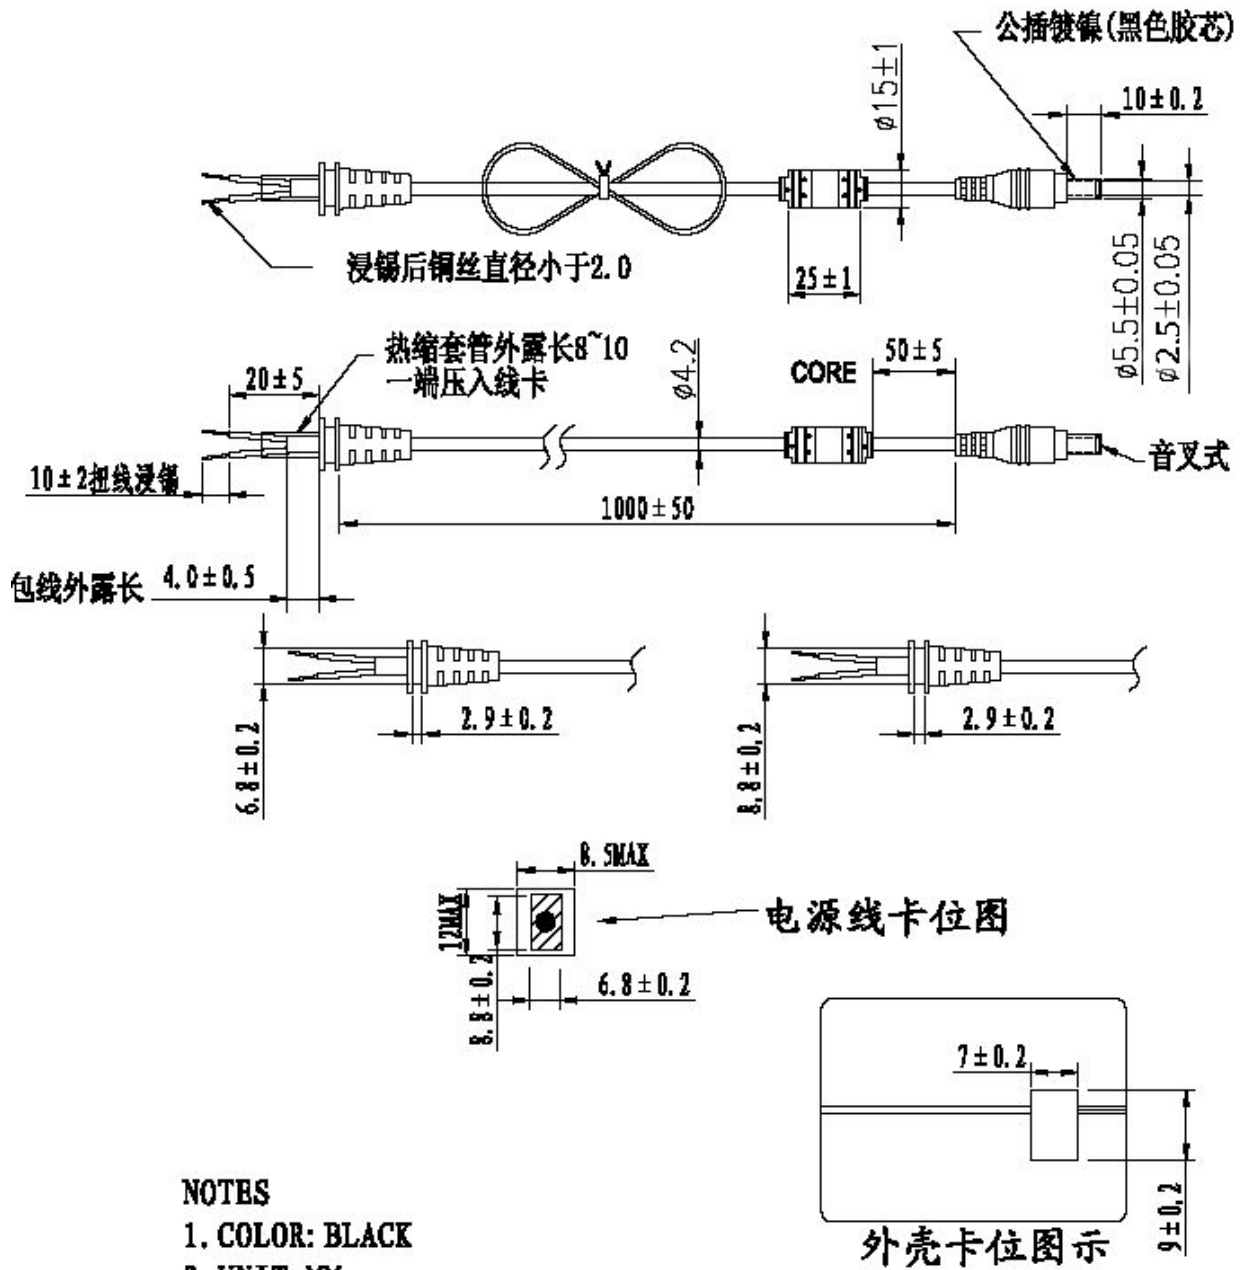 公插镀镍(黑色胶芯)
ø15±1
10±0.2
浸锡后铜丝直径小于2.0
25±1
ø5.5±0.05
ø2.5±0.05
热缩套管外露长8~10
一端压入线卡
20±5
ø4.2
CORE
50±5
音叉式
10±2扭线浸锡
1000±50
包线外露长 4.0±0.5
6.8±0.2
2.9±0.2
8.8±0.2
2.9±0.2
8.5MAX
12MAX
电源线卡位图
8.8±0.2
6.8±0.2
7±0.2
9±0.2
外壳卡位图示
NOTES
1. COLOR: BLACK